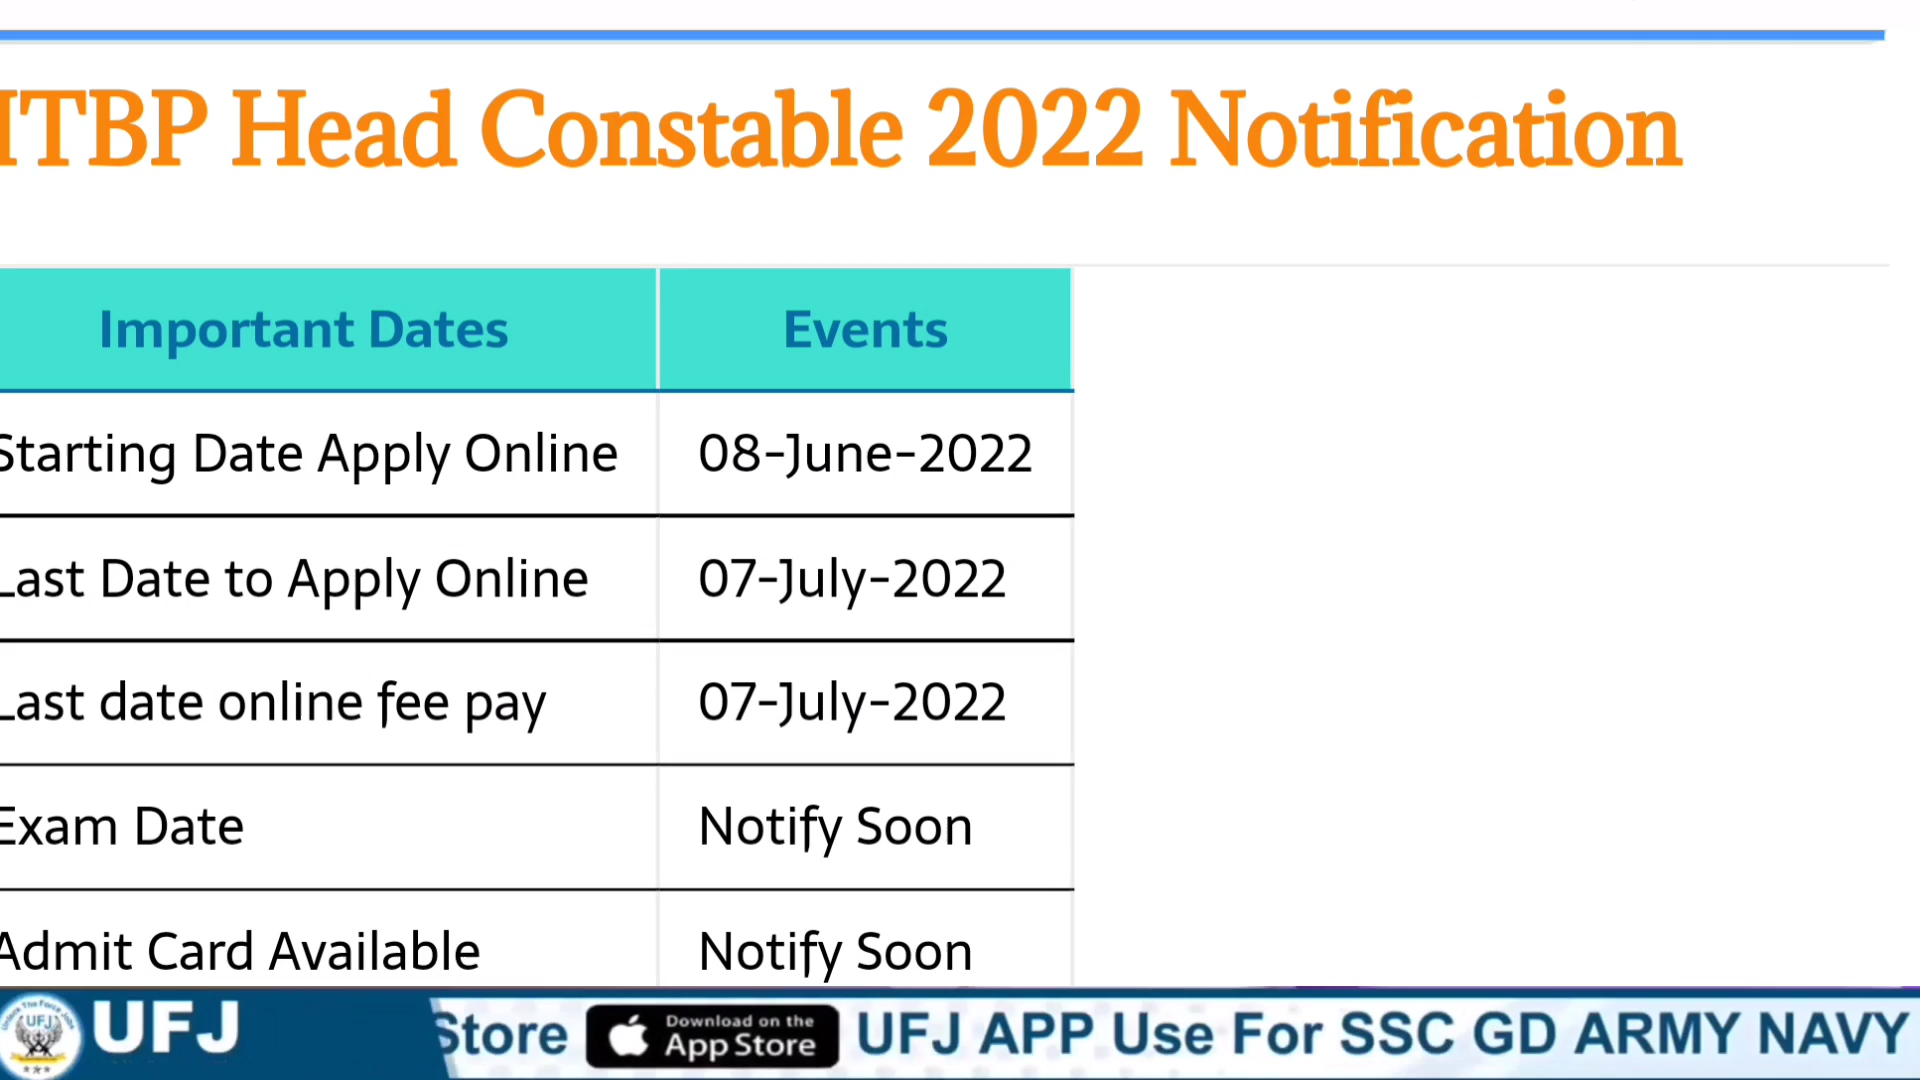 ITBP Head Constable 2022 Notification
Important Dates Events
Starting Date Apply Online 08-June-2022
Last Date to Apply Online 07-July-2022
Last date online fee pay 07-July-2022
Exam Date Notify Soon
Admit Card Available Notify Soon
UFJ
UFJ Store Download on the App Store UFJ APP Use For SSC GD ARMY NAVY